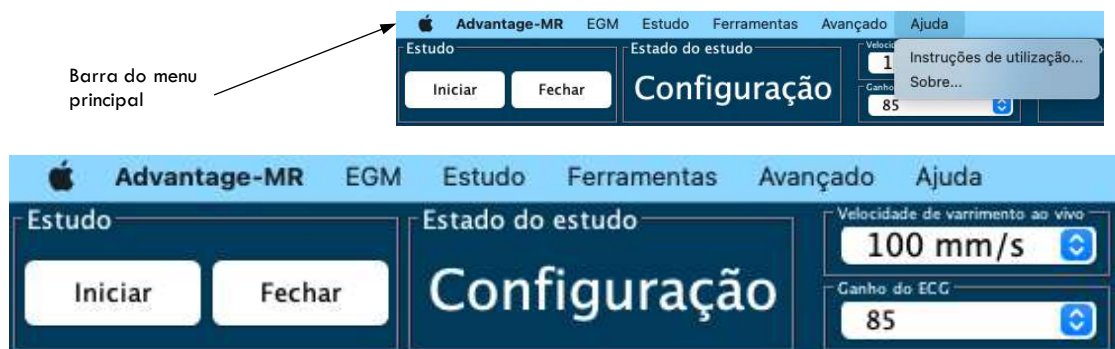 Barra do menu
principal
Advantage-MR EGM Estudo Ferramentas Avançado Ajuda
Estudo
Iniciar Fechar
Estado do estudo
Configuração
Ganho
85
Instruções de utilização...
Sobre...
Advantage-MR EGM Estudo Ferramentas Avançado Ajuda
Estudo
Iniciar Fechar
Estado do estudo
Configuração
Velocidade de varrimento ao vivo
100 mm/s
Ganho do ECG
85